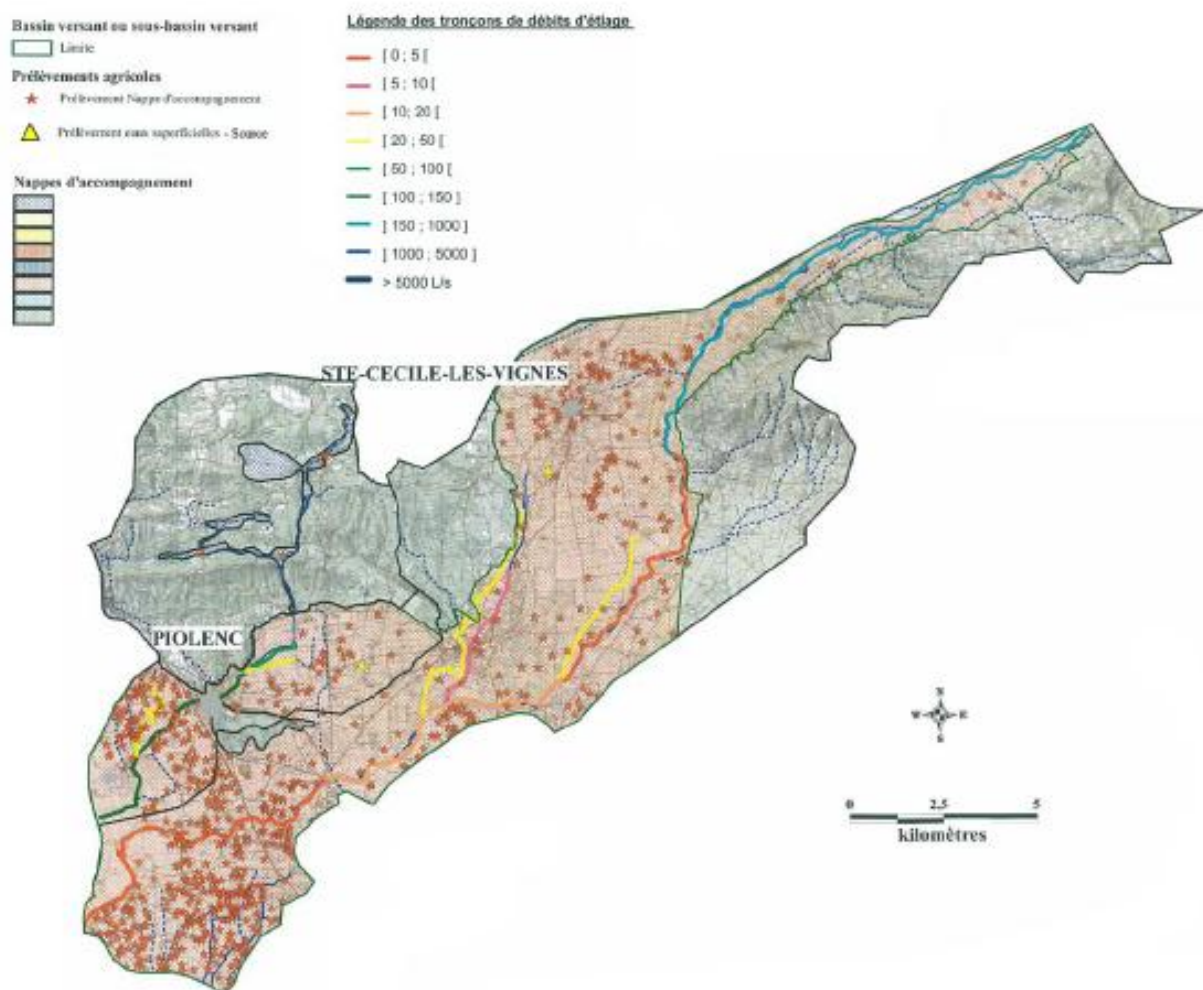 Bassin versant ou sous-bassin versant
Limite
Prélèvements agricoles
Prélèvement Nappe d'accompagnement
Prélèvement eaux superficielles - Source
Nappes d'accompagnement
Légende des tronçons de débits d'étiage
[ 0 ; 5 [
[ 5 ; 10 [
[ 10; 20 [
[ 20 ; 50 [
[ 50 ; 100 [
[ 100 ; 150 ]
[ 150 ; 1000 ]
[ 1000 ; 5000 ]
> 5000 L/s
STE-CECILE-LES-VIGNES
PIOLENC
N
W E
S
0 2,5 5
kilomètres